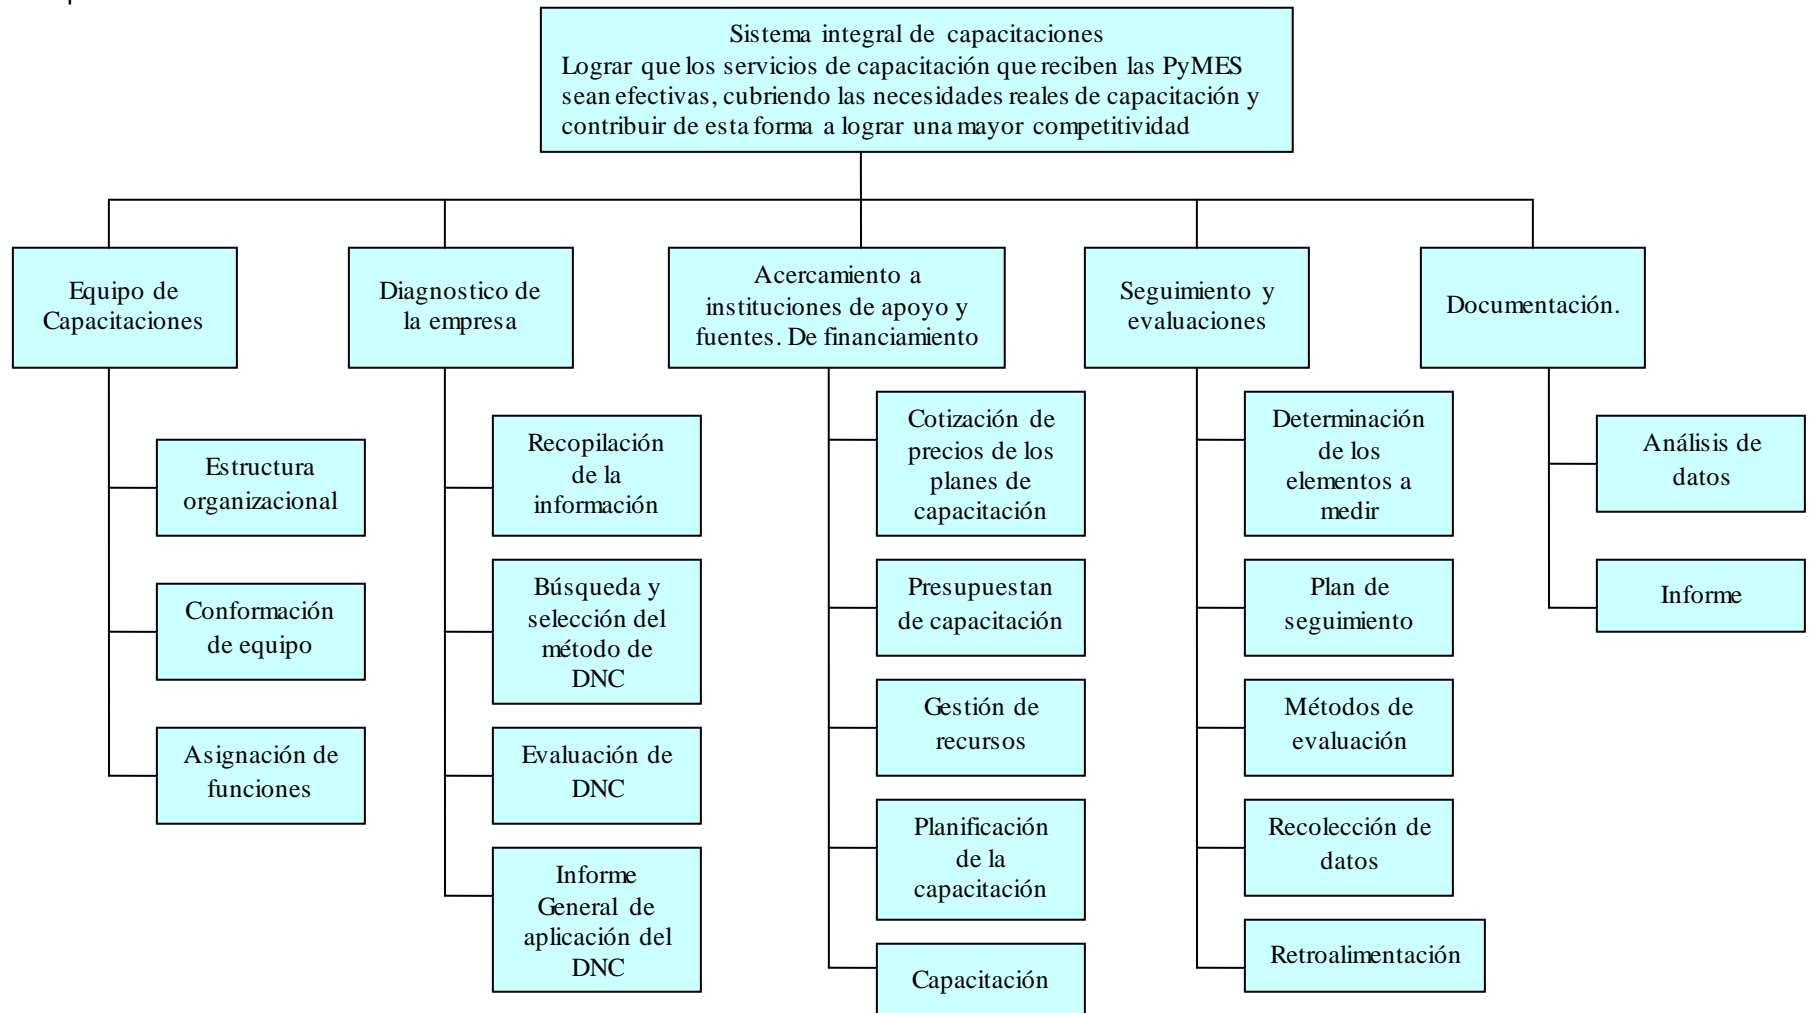 Sistema integral de capacitaciones
Lograr que los servicios de capacitación que reciben las PyMES
sean efectivas, cubriendo las necesidades reales de capacitación y
contribuir de esta forma a lograr una mayor competitividad
Equipo de
Capacitaciones
Diagnostico de
la empresa
Acercamiento a
instituciones de apoyo y
fuentes. De financiamiento
Seguimiento y
evaluaciones
Documentación.
Estructura
organizacional
Conformación
de equipo
Asignación de
funciones
Recopilación
de la
información
Búsqueda y
selección del
método de
DNC
Evaluación de
DNC
Informe
General de
aplicación del
DNC
Cotización de
precios de los
planes de
capacitación
Presupuestan
de capacitación
Gestión de
recursos
Planificación
de la
capacitación
Capacitación
Determinación
de los
elementos a
medir
Plan de
seguimiento
Métodos de
evaluación
Recolección de
datos
Retroalimentación
Análisis de
datos
Informe